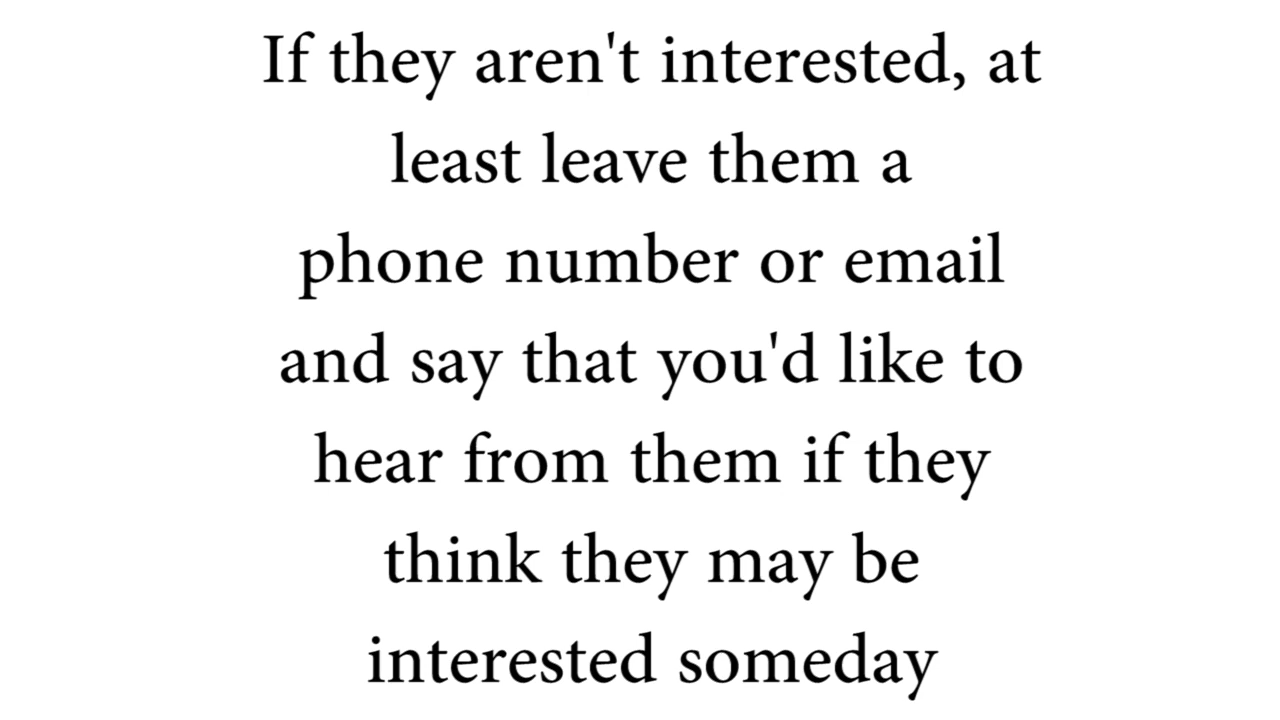 If they aren't interested, at
least leave them a
phone number or email
and say that you'd like to
hear from them if they
think they may be
interested someday